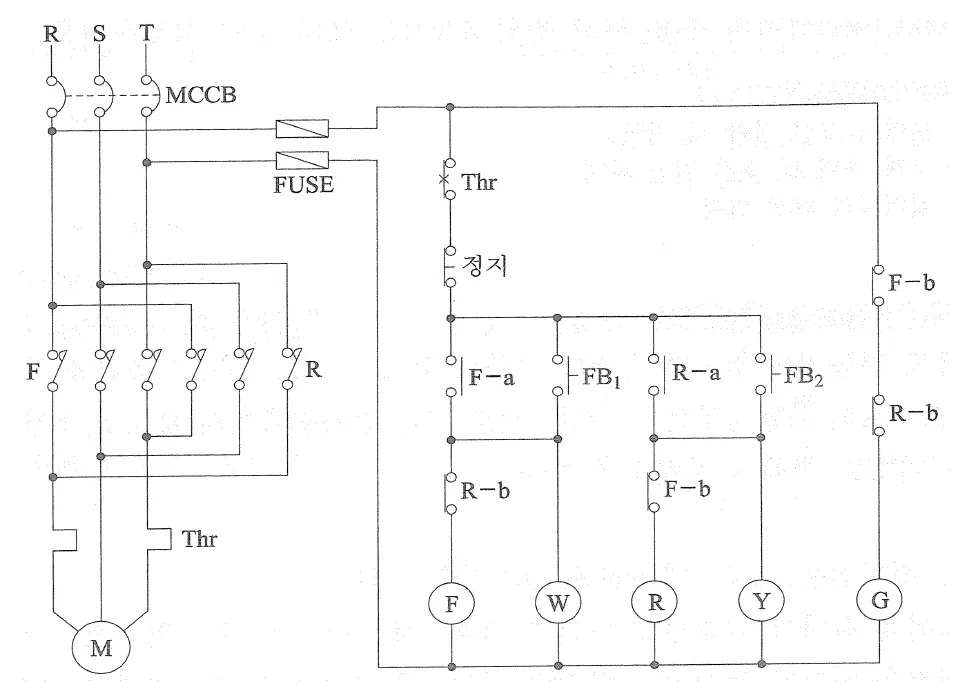 R S T
MCCB
FUSE
Thr
정지
F-b
F
R
F-a
FB₁
R-a
FB₂
R-b
R-b
F-b
Thr
F
W
R
Y
G
M